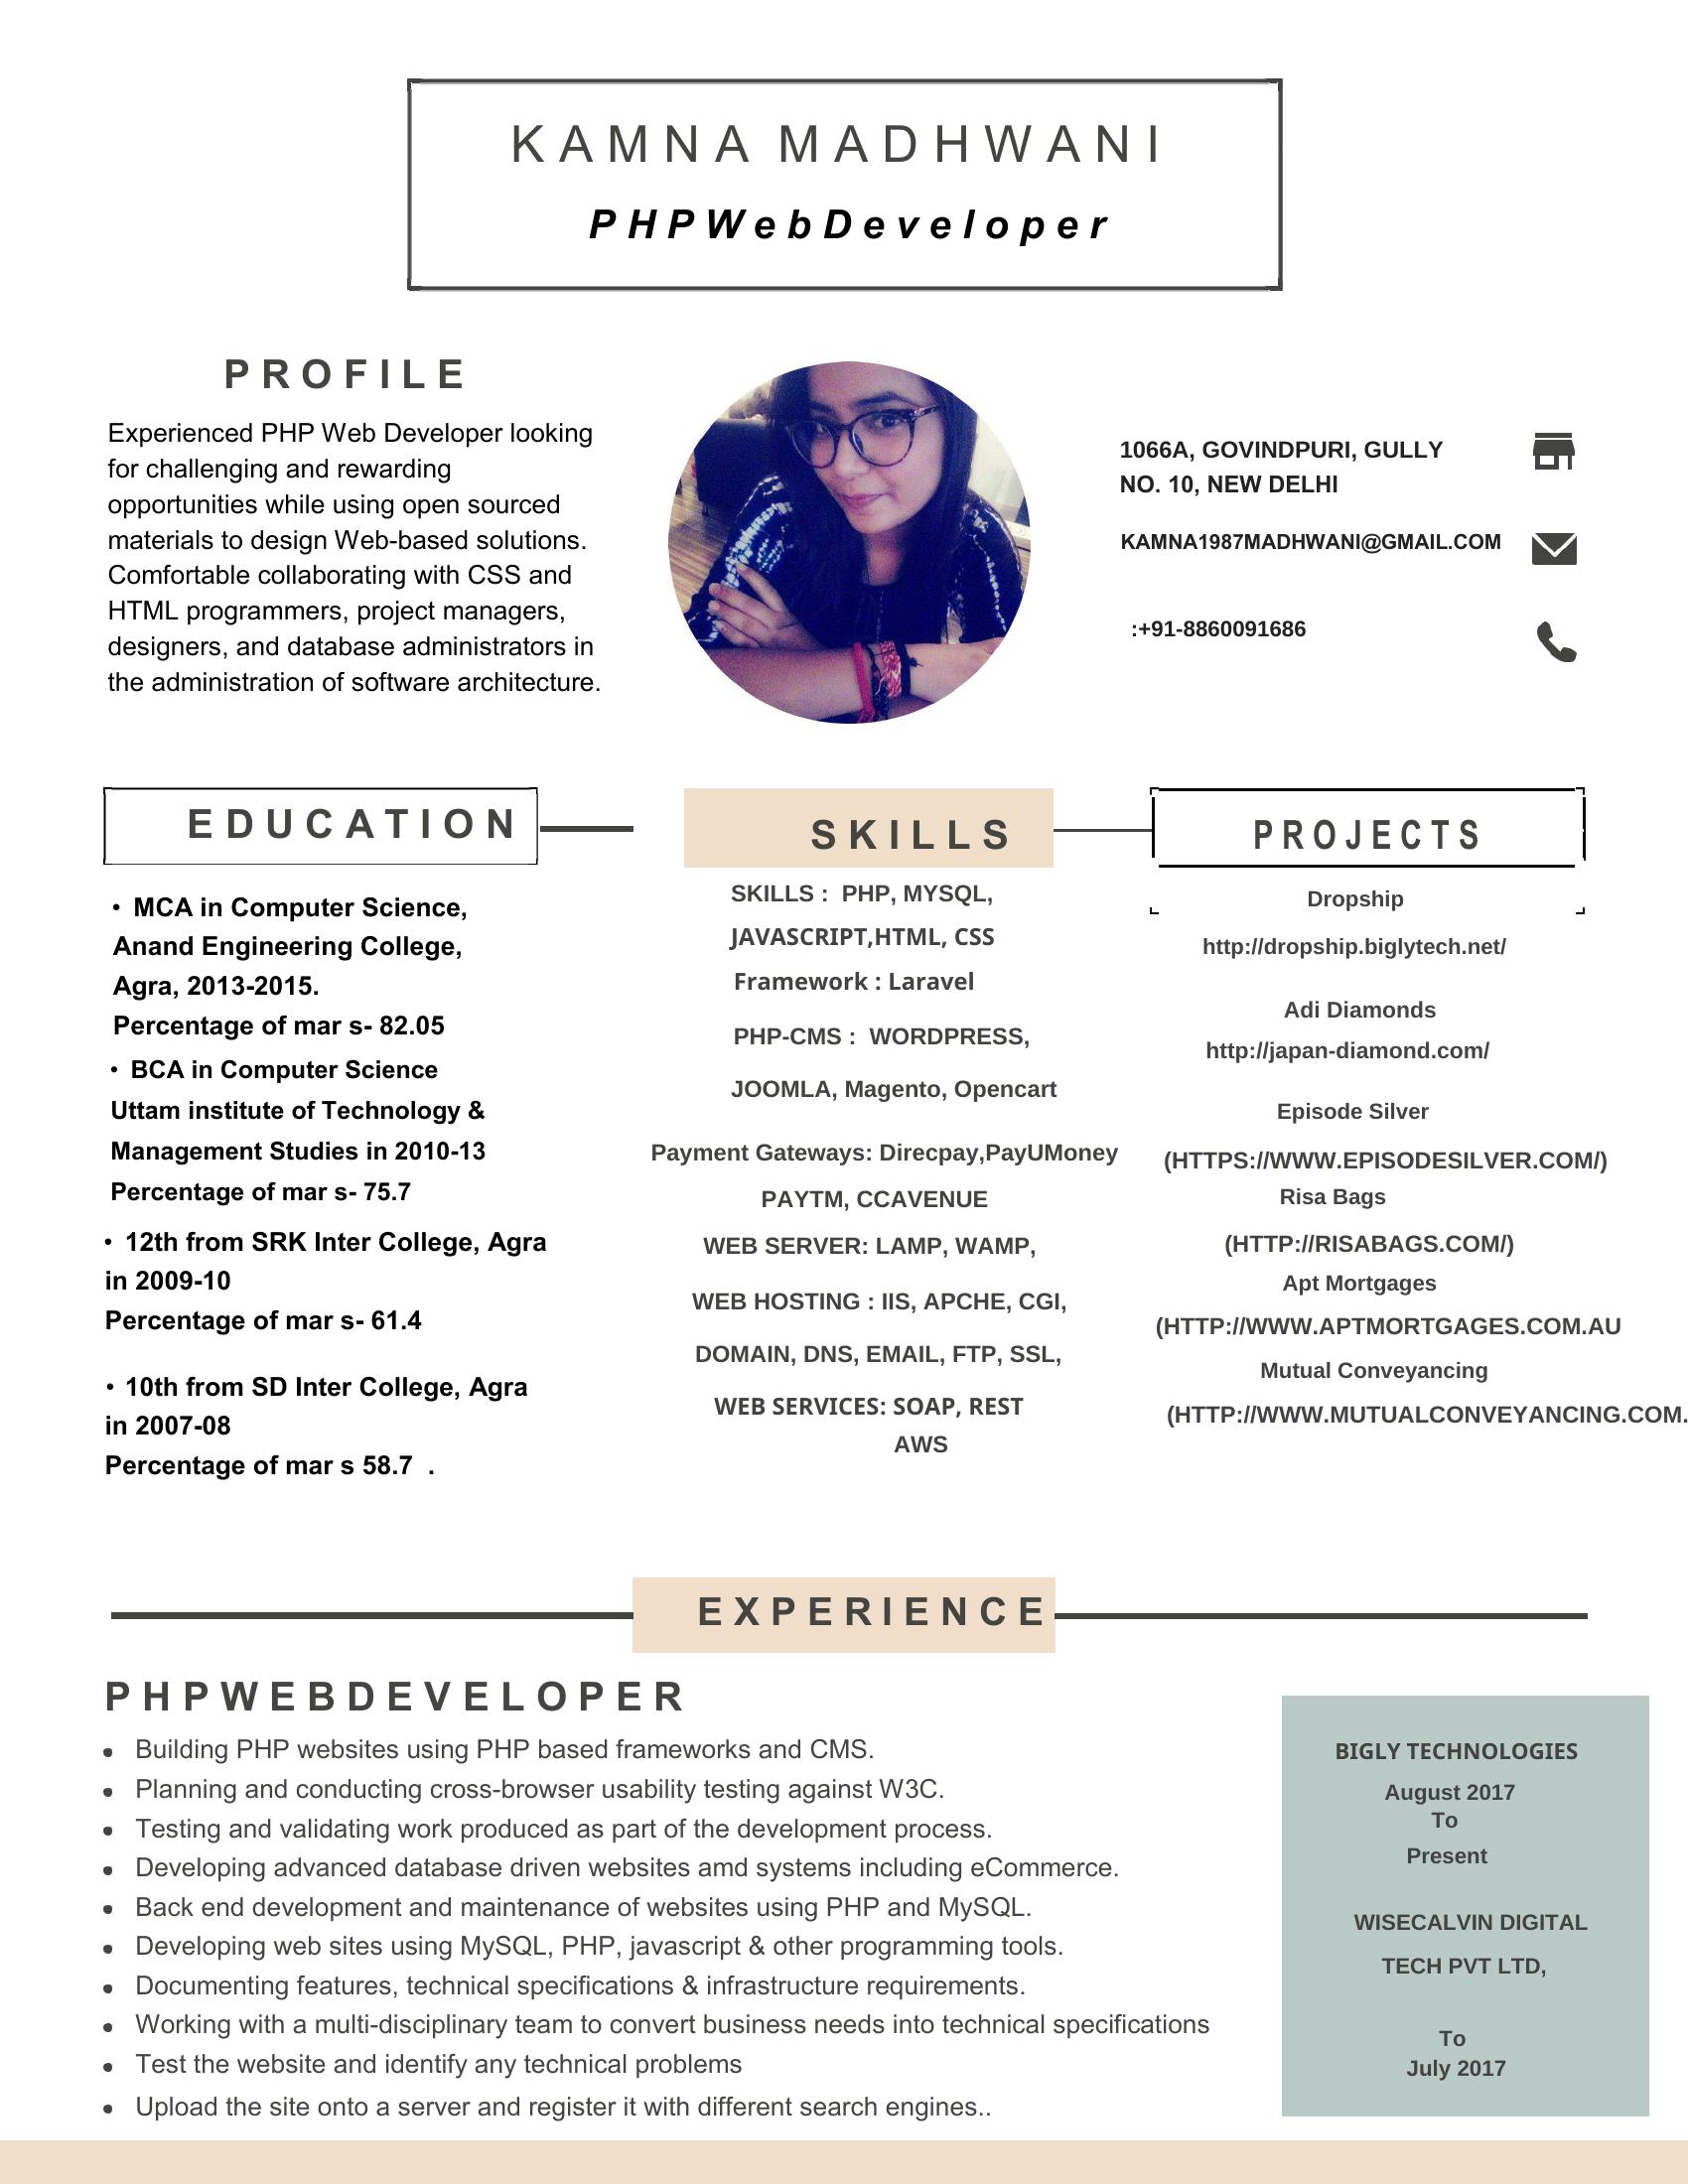 KAMNA MADHWANI
PHPWebDeveloper
PROFILE
Experienced PHP Web Developer looking
for challenging and rewarding
opportunities while using open sourced
materials to design Web-based solutions.
Comfortable collaborating with CSS and
HTML programmers, project managers,
designers, and database administrators in
the administration of software architecture.
1066A, GOVINDPURI, GULLY
NO. 10, NEW DELHI
KAMNA1987MADHWANI@GMAIL.COM
:+91-8860091686
EDUCATION
• MCA in Computer Science,
Anand Engineering College,
Agra, 2013-2015.
Percentage of mar s- 82.05
• BCA in Computer Science
Uttam institute of Technology &
Management Studies in 2010-13
Percentage of mar s- 75.7
• 12th from SRK Inter College, Agra
in 2009-10
Percentage of mar s- 61.4
• 10th from SD Inter College, Agra
in 2007-08
Percentage of mar s 58.7 .
SKILLS
SKILLS : PHP, MYSQL,
JAVASCRIPT,HTML, CSS
Framework : Laravel
PHP-CMS : WORDPRESS,
JOOMLA, Magento, Opencart
Payment Gateways: Direcpay,PayUMoney
PAYTM, CCAVENUE
WEB SERVER: LAMP, WAMP,
WEB HOSTING : IIS, APCHE, CGI,
DOMAIN, DNS, EMAIL, FTP, SSL,
WEB SERVICES: SOAP, REST
AWS
PROJECTS
Dropship
http://dropship.biglytech.net/
Adi Diamonds
http://japan-diamond.com/
Episode Silver
(HTTPS://WWW.EPISODESILVER.COM/)
Risa Bags
(HTTP://RISABAGS.COM/)
Apt Mortgages
(HTTP://WWW.APTMORTGAGES.COM.AU
Mutual Conveyancing
(HTTP://WWW.MUTUALCONVEYANCING.COM.
EXPERIENCE
PHPWEBDEVELOPER
• Building PHP websites using PHP based frameworks and CMS.
• Planning and conducting cross-browser usability testing against W3C.
• Testing and validating work produced as part of the development process.
• Developing advanced database driven websites amd systems including eCommerce.
• Back end development and maintenance of websites using PHP and MySQL.
• Developing web sites using MySQL, PHP, javascript & other programming tools.
• Documenting features, technical specifications & infrastructure requirements.
• Working with a multi-disciplinary team to convert business needs into technical specifications
• Test the website and identify any technical problems
• Upload the site onto a server and register it with different search engines..
BIGLY TECHNOLOGIES
August 2017
To
Present
WISECALVIN DIGITAL
TECH PVT LTD,
To
July 2017